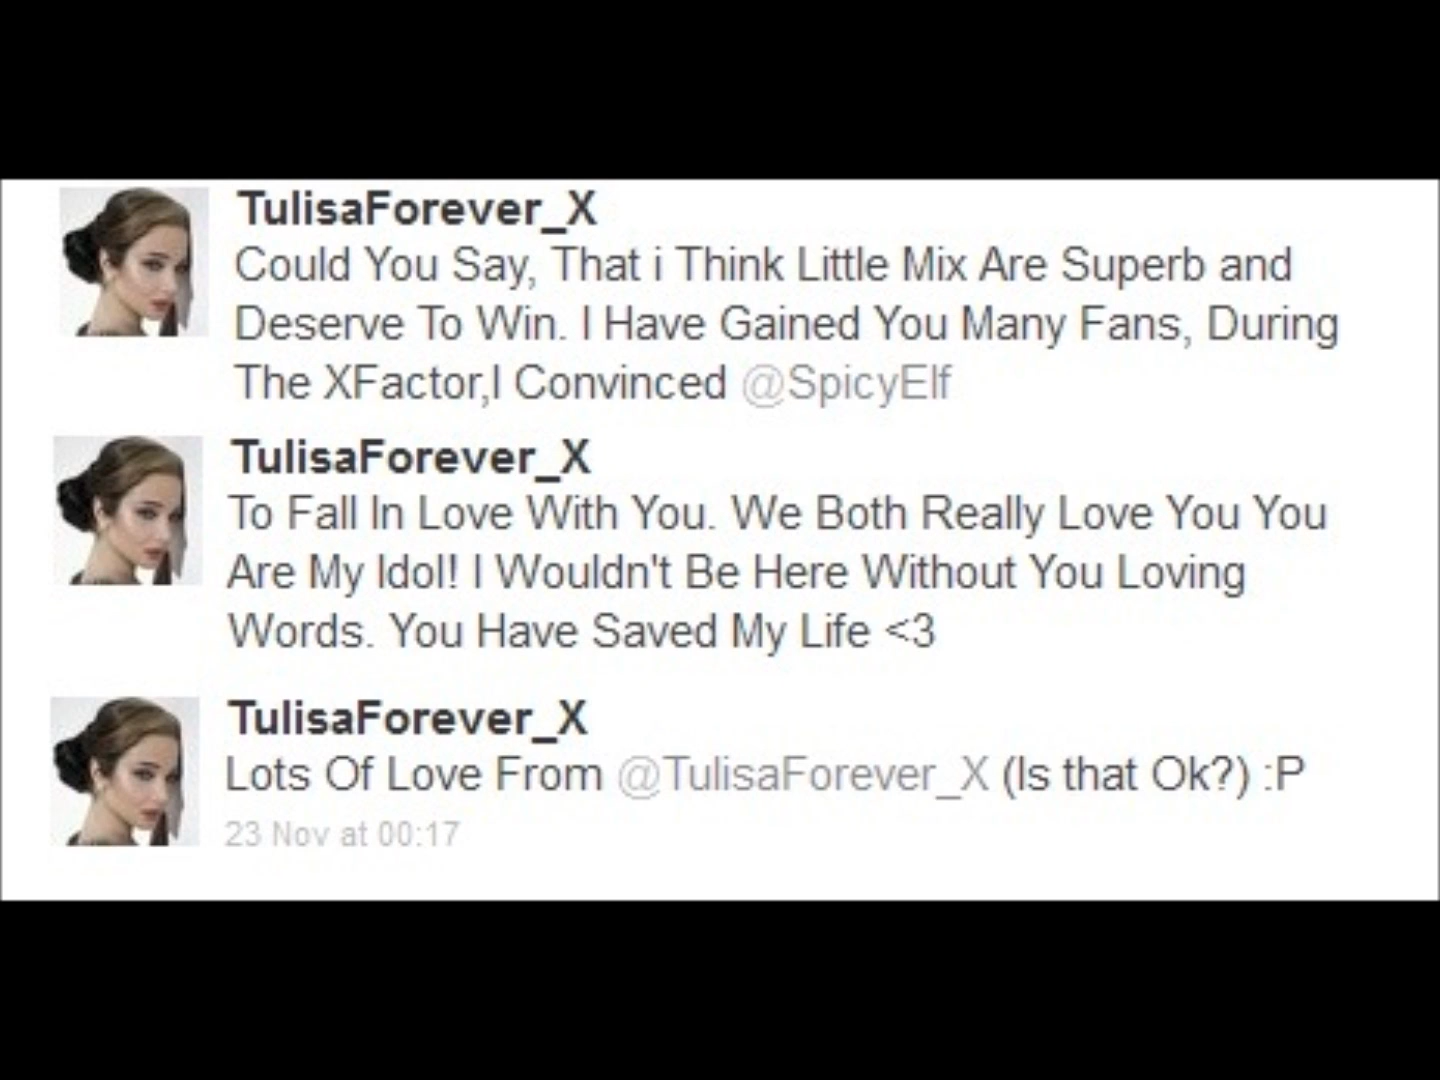 TulisaForever_X
Could You Say, That i Think Little Mix Are Superb and
Deserve To Win. I Have Gained You Many Fans, During
The XFactor,I Convinced @SpicyElf
TulisaForever_X
To Fall In Love With You. We Both Really Love You You
Are My Idol! I Wouldn't Be Here Without You Loving
Words. You Have Saved My Life <3
TulisaForever_X
Lots Of Love From @TulisaForever_X (Is that Ok?) :P
23 Nov at 00:17